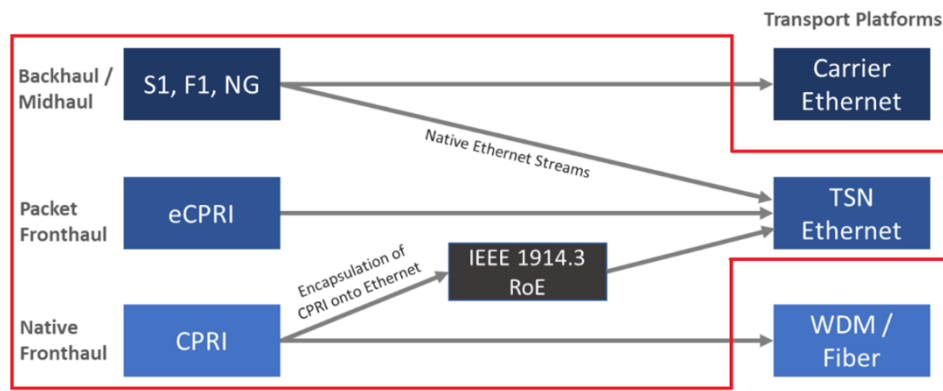 Transport Platforms
Backhaul /
Midhaul
S1, F1, NG
Carrier
Ethernet
Native Ethernet Streams
Packet
Fronthaul
eCPRI
TSN
Ethernet
Encapsulation of
CPRI onto Ethernet
IEEE 1914.3
RoE
Native
Fronthaul
CPRI
WDM /
Fiber